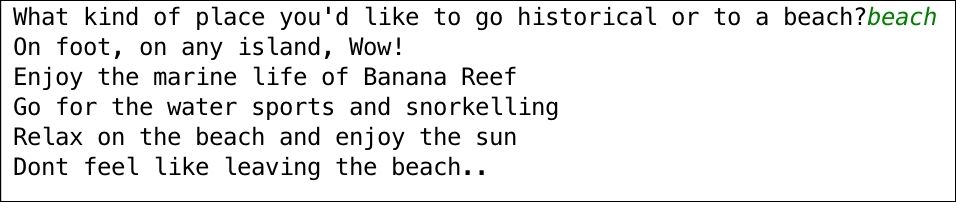 What kind of place you'd like to go historical or to a beach?beach
On foot, on any island, Wow!
Enjoy the marine life of Banana Reef
Go for the water sports and snorkelling
Relax on the beach and enjoy the sun
Dont feel like leaving the beach..